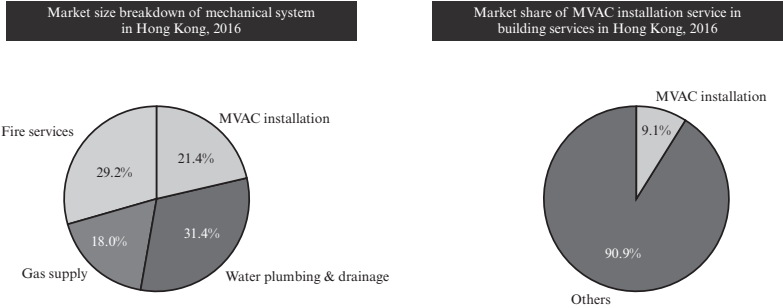 Market size breakdown of mechanical system
in Hong Kong, 2016
Fire services
29.2%
MVAC installation
21.4%
18.0%
Gas supply
31.4%
Water plumbing & drainage
Market share of MVAC installation service in
building services in Hong Kong, 2016
MVAC installation
9.1%
90.9%
Others